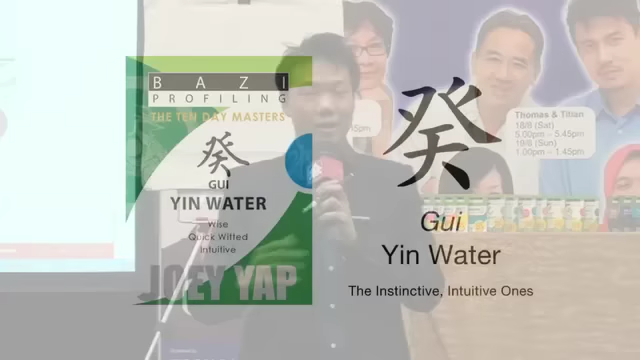 BAZI
PROFILING
THE TEN DAY MASTERS
癸
GUI
YIN WATER
Wise
Quick Witted
Intuitive
JOEY YAP
癸
Gui
Yin Water
The Instinctive, Intuitive Ones
Thomas & Titian
18/8 (Sat)
5.00pm – 5.45pm
19/8 (Sun)
1.00pm – 1.45pm